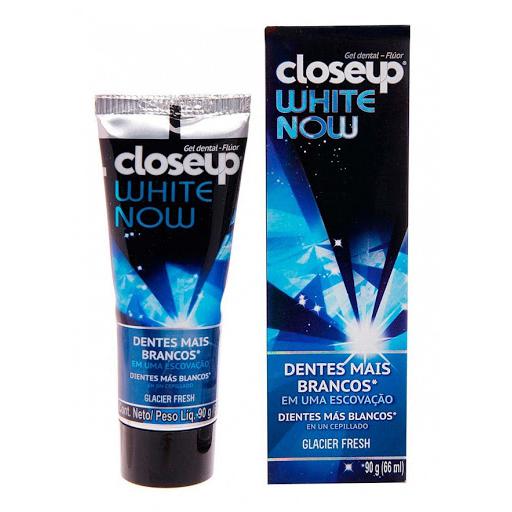 Gel dental - Flúor
closeup
WHITE
NOW
DENTES MAIS
BRANCOS*
EM UMA ESCOVAÇÃO
DIENTES MÁS BLANCOS*
EN UN CEPILLADO
GLACIER FRESH
Cont. Neto/ Peso Líq. 90 g
Gel dental – Flúor
closeup®
WHITE
NOW
DENTES MAIS
BRANCOS*
EM UMA ESCOVAÇÃO
DIENTES MÁS BLANCOS*
EN UN CEPILLADO
GLACIER FRESH
*90 g (66 ml)